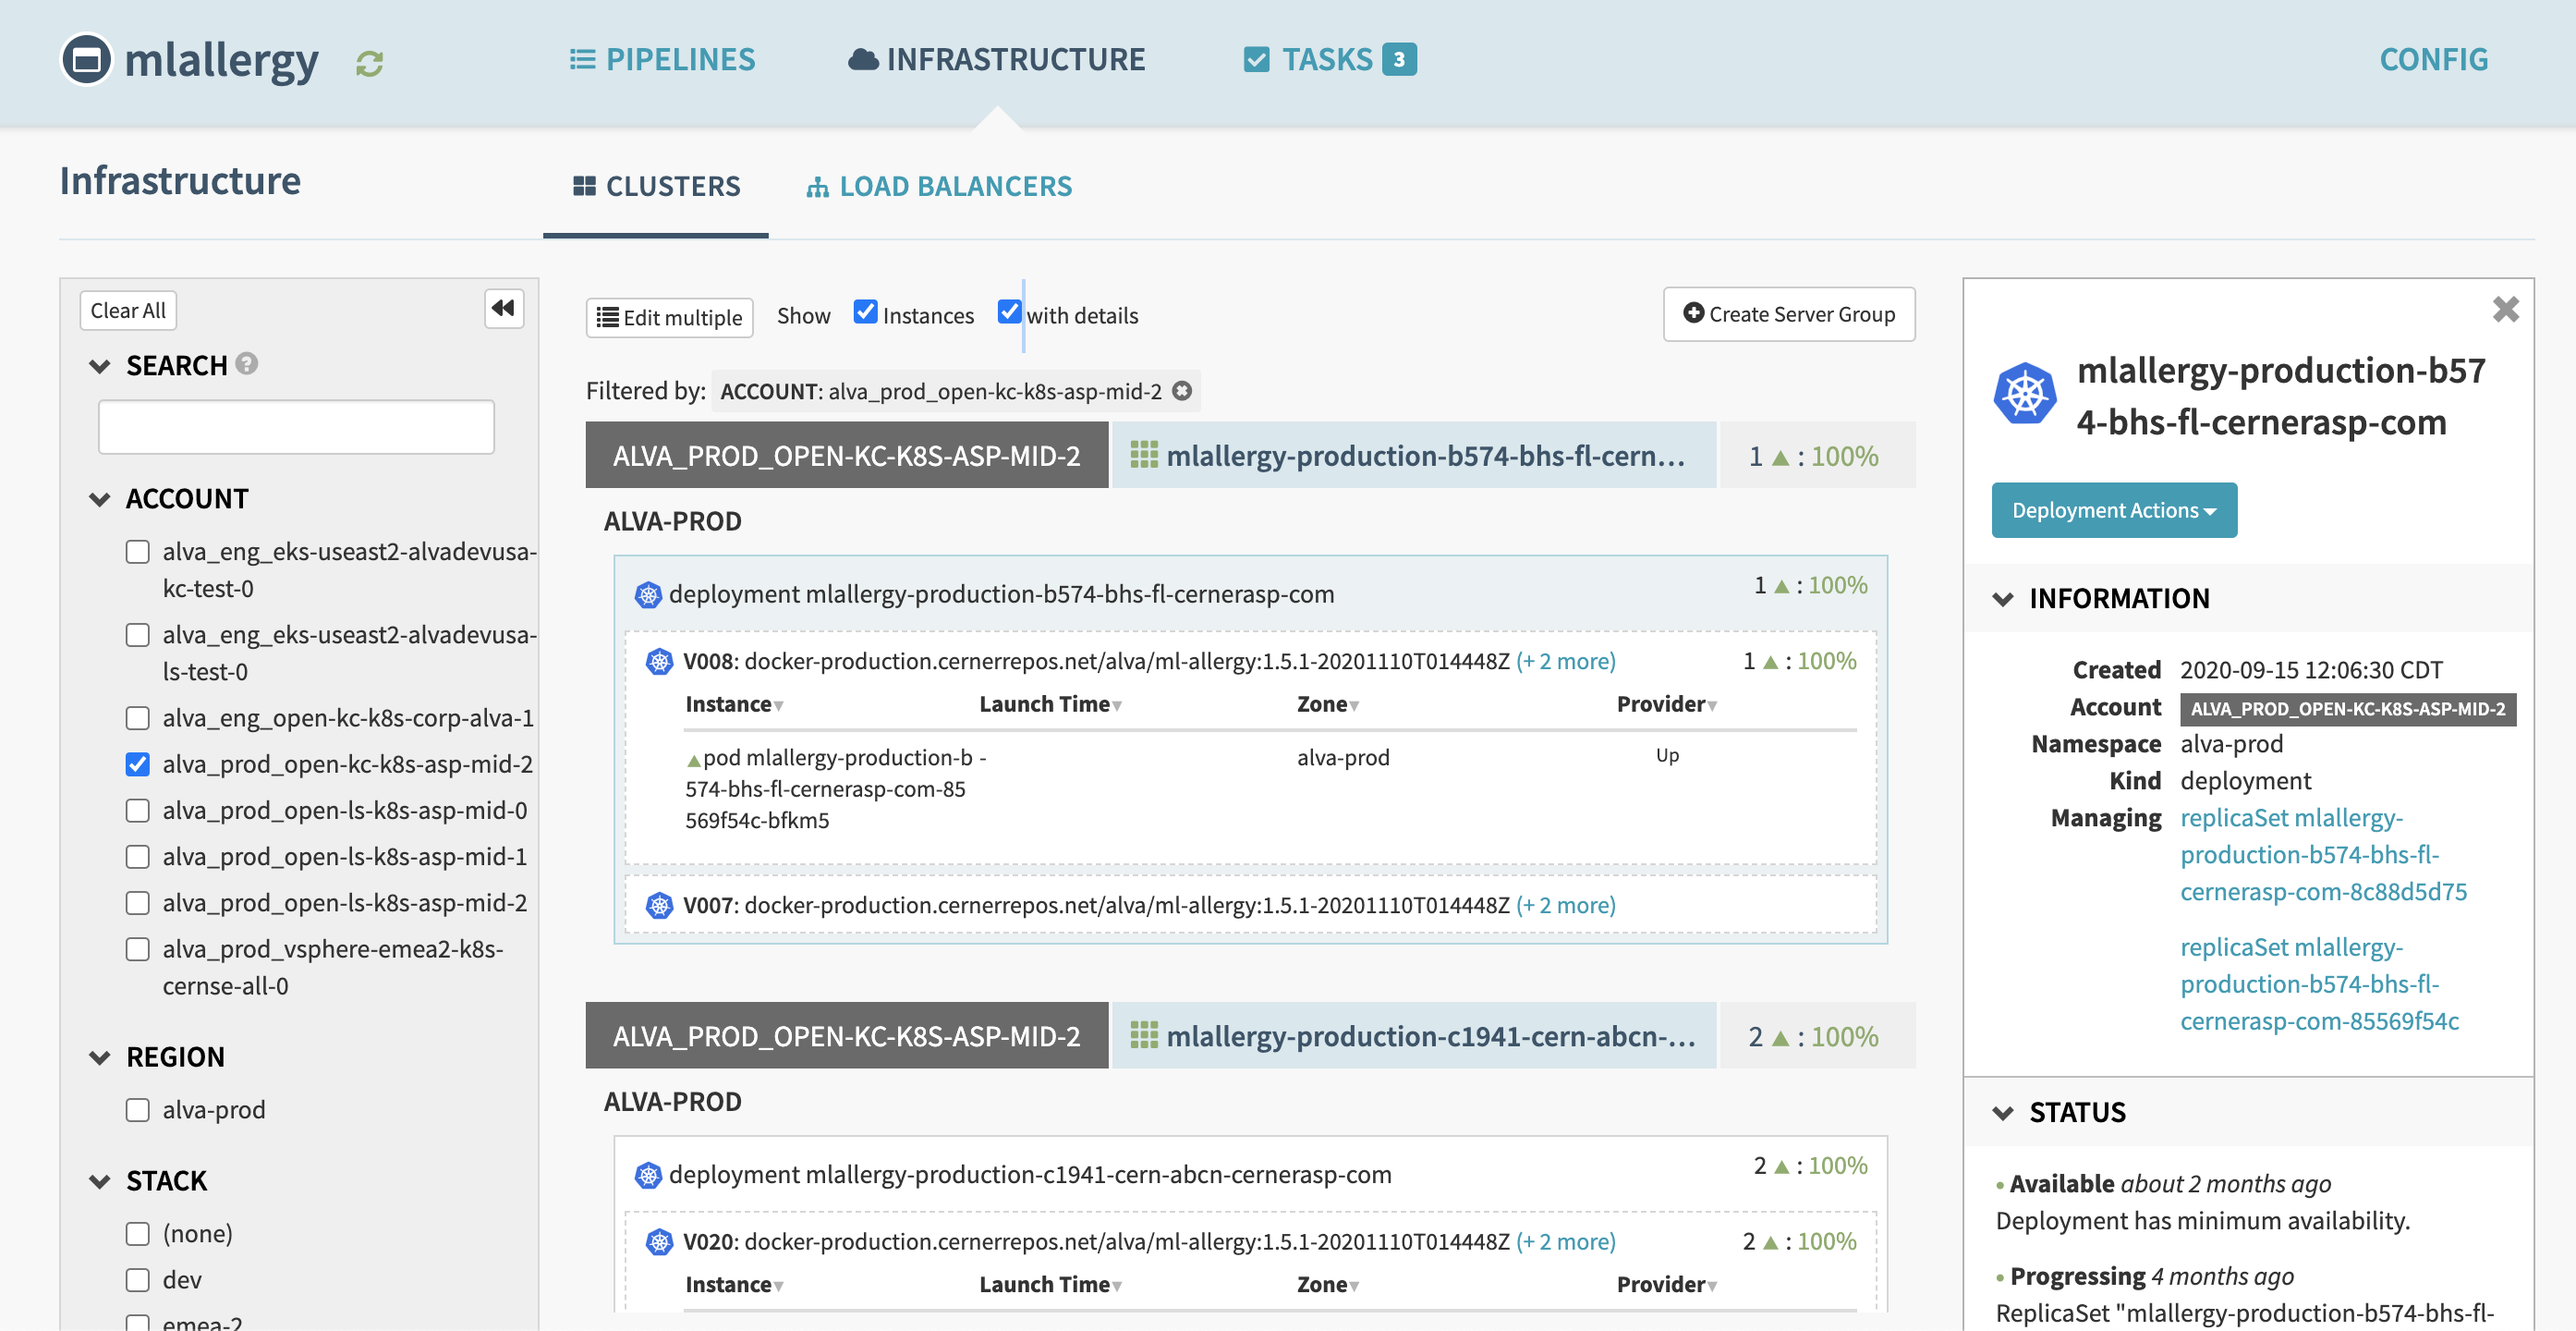 mlallergy
PIPELINES
INFRASTRUCTURE
TASKS 3
CONFIG
Infrastructure
CLUSTERS
LOAD BALANCERS
Clear All
SEARCH
ACCOUNT
alva_eng_eks-useast2-alvadevusa-
kc-test-0
alva_eng_eks-useast2-alvadevusa-
ls-test-0
alva_eng_open-kc-k8s-corp-alva-1
alva_prod_open-kc-k8s-asp-mid-2
alva_prod_open-ls-k8s-asp-mid-0
alva_prod_open-ls-k8s-asp-mid-1
alva_prod_open-ls-k8s-asp-mid-2
alva_prod_vsphere-emea2-k8s-
cernse-all-0
REGION
alva-prod
STACK
(none)
dev
emea-2
Edit multiple
Show Instances with details
Create Server Group
Filtered by: ACCOUNT: alva_prod_open-kc-k8s-asp-mid-2
ALVA_PROD_OPEN-KC-K8S-ASP-MID-2 mlallergy-production-b574-bhs-fl-cern... 1 ▲ : 100%
ALVA-PROD
deployment mlallergy-production-b574-bhs-fl-cernerasp-com 1 ▲ : 100%
V008: docker-production.cernerrepos.net/alva/ml-allergy:1.5.1-20201110T014448Z (+ 2 more) 1 ▲ : 100%
Instance Launch Time Zone Provider
pod mlallergy-production-b - alva-prod Up
574-bhs-fl-cernerasp-com-85
569f54c-bfkm5
V007: docker-production.cernerrepos.net/alva/ml-allergy:1.5.1-20201110T014448Z (+ 2 more)
ALVA_PROD_OPEN-KC-K8S-ASP-MID-2 mlallergy-production-c1941-cern-abcn-... 2 ▲ : 100%
ALVA-PROD
deployment mlallergy-production-c1941-cern-abcn-cernerasp-com 2 ▲ : 100%
V020: docker-production.cernerrepos.net/alva/ml-allergy:1.5.1-20201110T014448Z (+ 2 more) 2 ▲ : 100%
Instance Launch Time Zone Provider
mlallergy-production-b57
4-bhs-fl-cernerasp-com
Deployment Actions
INFORMATION
Created 2020-09-15 12:06:30 CDT
Account ALVA_PROD_OPEN-KC-K8S-ASP-MID-2
Namespace alva-prod
Kind deployment
Managing replicaSet mlallergy-
production-b574-bhs-fl-
cernerasp-com-8c88d5d75
replicaSet mlallergy-
production-b574-bhs-fl-
cernerasp-com-85569f54c
STATUS
• Available about 2 months ago
Deployment has minimum availability.
• Progressing 4 months ago
ReplicaSet "mlallergy-production-b574-bhs-fl-